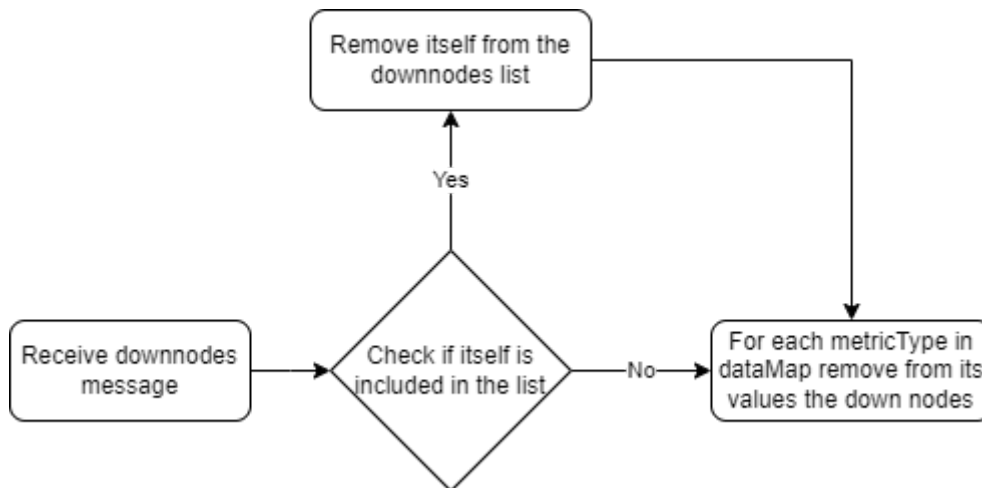 Remove itself from the
downnodes list
Yes
Receive downnodes
message
Check if itself is
included in the list
No
For each metricType in
dataMap remove from its
values the down nodes